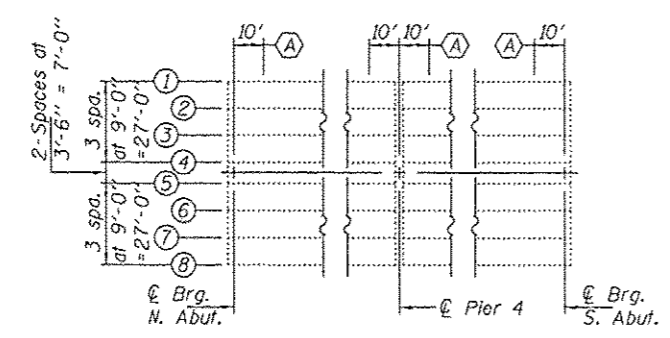 10' A 10' 10' A A 10'
2-Spaces at
3'-6" = 7'-0"
3 spa.
at 9'-0"
=27'-0"
3 spa.
at 9'-0"
=27'-0"
1
2
3
4
5
6
7
8
℄ Brg.
N. Abut.
℄ Pier 4
℄ Brg.
S. Abut.